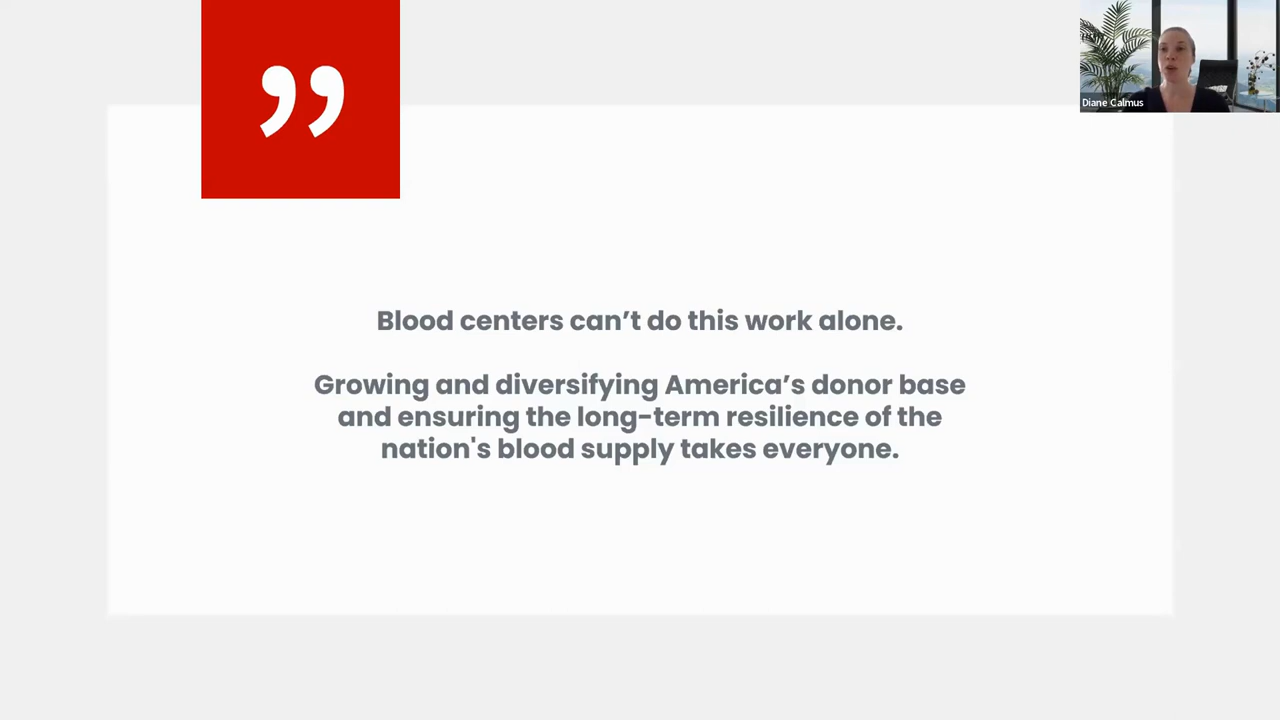 ”
Diane Calmus
Blood centers can’t do this work alone.
Growing and diversifying America’s donor base
and ensuring the long-term resilience of the
nation's blood supply takes everyone.